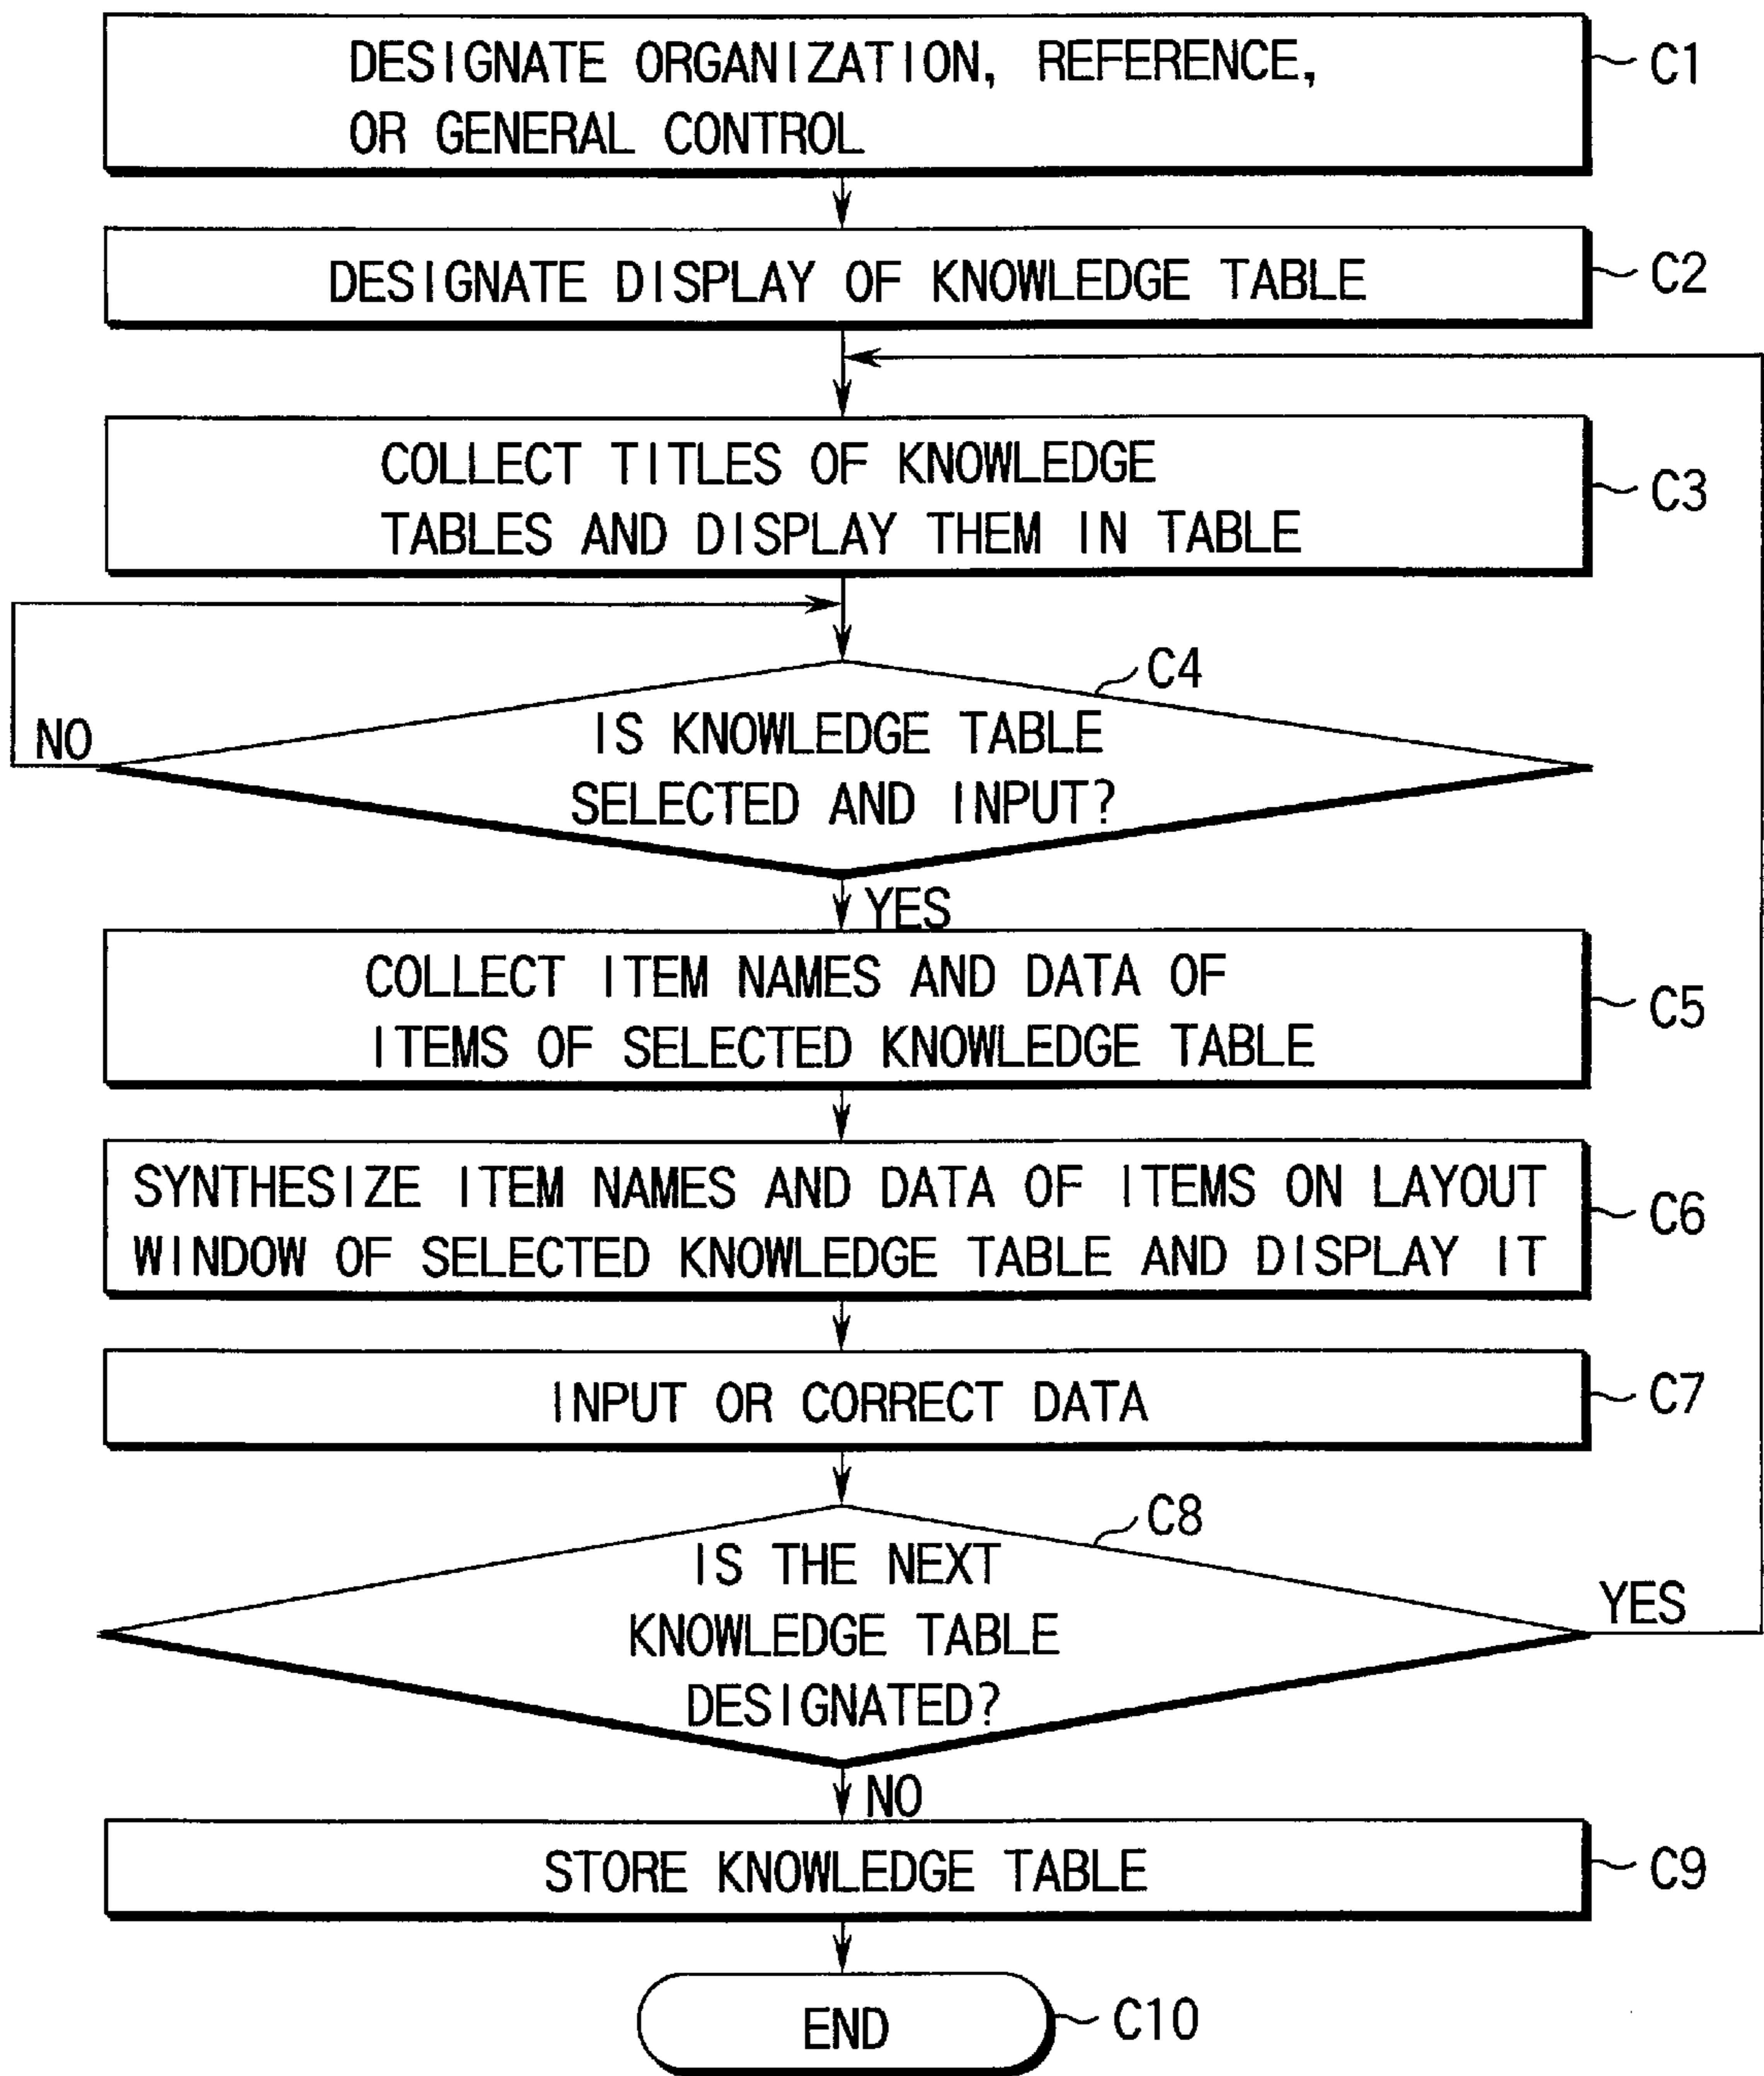 DESIGNATE ORGANIZATION, REFERENCE,
OR GENERAL CONTROL
C1
DESIGNATE DISPLAY OF KNOWLEDGE TABLE
C2
COLLECT TITLES OF KNOWLEDGE
TABLES AND DISPLAY THEM IN TABLE
C3
C4
NO
IS KNOWLEDGE TABLE
SELECTED AND INPUT?
YES
COLLECT ITEM NAMES AND DATA OF
ITEMS OF SELECTED KNOWLEDGE TABLE
C5
SYNTHESIZE ITEM NAMES AND DATA OF ITEMS ON LAYOUT
WINDOW OF SELECTED KNOWLEDGE TABLE AND DISPLAY IT
C6
INPUT OR CORRECT DATA
C7
C8
IS THE NEXT
KNOWLEDGE TABLE
DESIGNATED?
YES
NO
STORE KNOWLEDGE TABLE
C9
END
C10